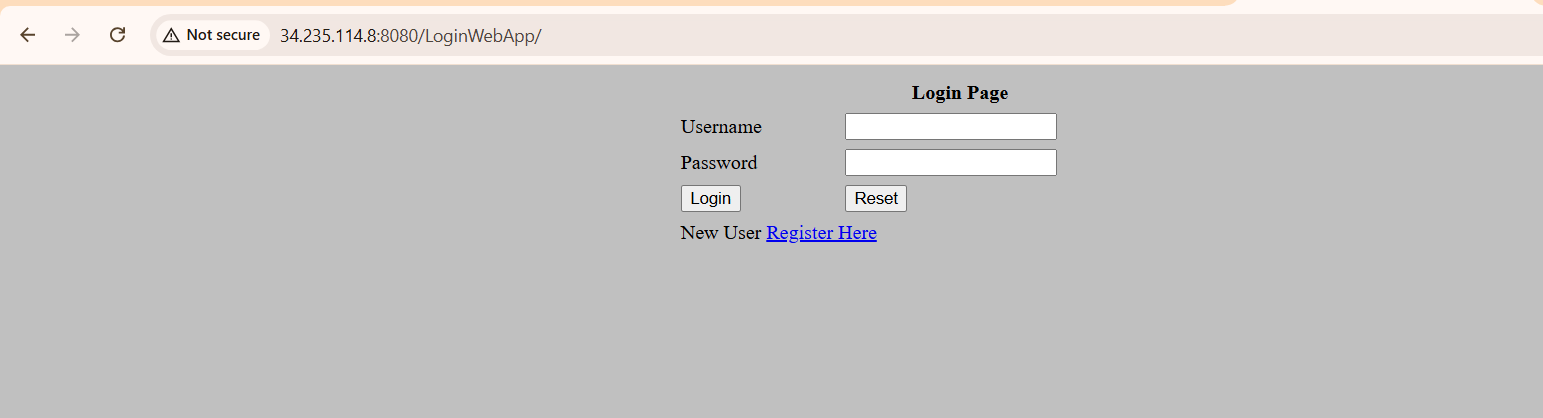 Not secure 34.235.114.8:8080/LoginWebApp/
Login Page
Username
Password
Login Reset
New User Register Here